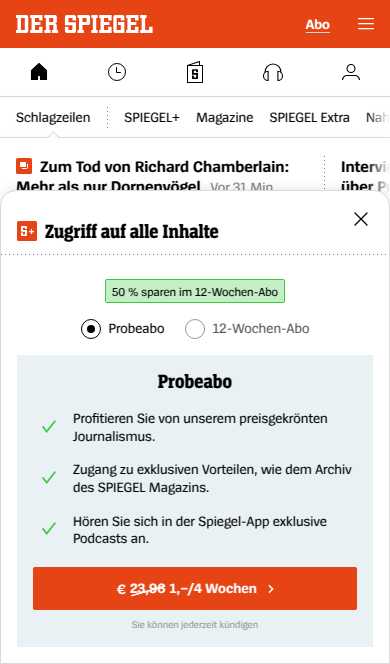 DER SPIEGEL
Abo
Schlagzeilen
SPIEGEL+
Magazine
SPIEGEL Extra
Zum Tod von Richard Chamberlain:
Mehr als nur Dornenvögel Vor 31 Min
über
S+ Zugriff auf alle Inhalte
50 % sparen im 12-Wochen-Abo
Probeabo
12-Wochen-Abo
Probeabo
Profitieren Sie von unserem preisgekrönten
Journalismus.
Zugang zu exklusiven Vorteilen, wie dem Archiv
des SPIEGEL Magazins.
Hören Sie sich in der Spiegel-App exklusive
Podcasts an.
€ 23,96 1,–/4 Wochen
Sie können jederzeit kündigen